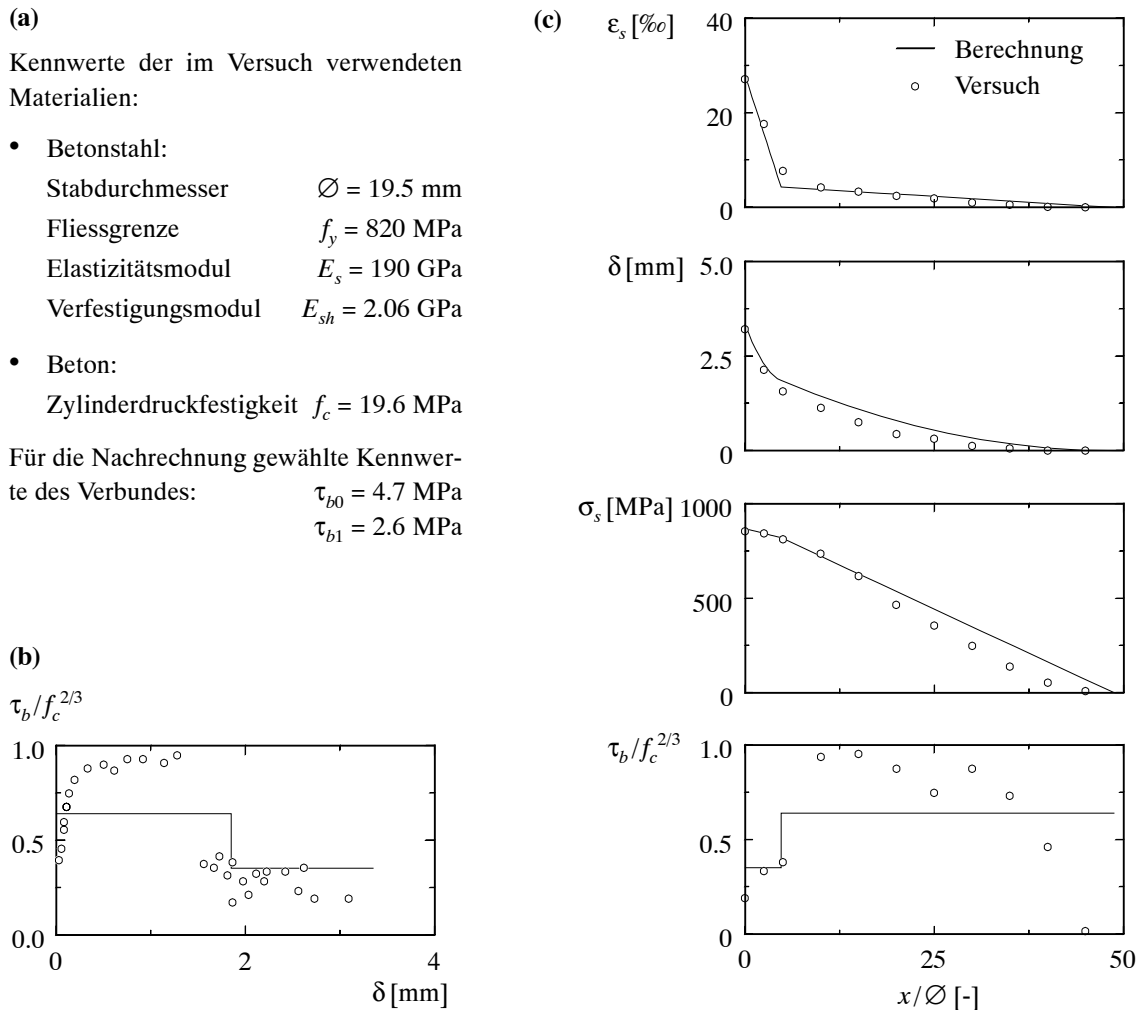 (a)
Kennwerte der im Versuch verwendeten
Materialien:
• Betonstahl:
Stabdurchmesser ∅ = 19.5 mm
Fliessgrenze f_y = 820 MPa
Elastizitätsmodul E_s = 190 GPa
Verfestigungsmodul E_sh = 2.06 GPa
• Beton:
Zylinderdruckfestigkeit f_c = 19.6 MPa
Für die Nachrechnung gewählte Kennwer-
te des Verbundes: τ_b0 = 4.7 MPa
τ_b1 = 2.6 MPa
(b)
τ_b/f_c^2/3
1.0
0.5
0.0
0 2 4
δ [mm]
(c)
ε_s [‰]
40
20
0
Berechnung
Versuch
δ [mm]
5.0
2.5
0
σ_s [MPa]
1000
500
0
τ_b/f_c^2/3
1.0
0.5
0
0 25 50
x/∅ [-]